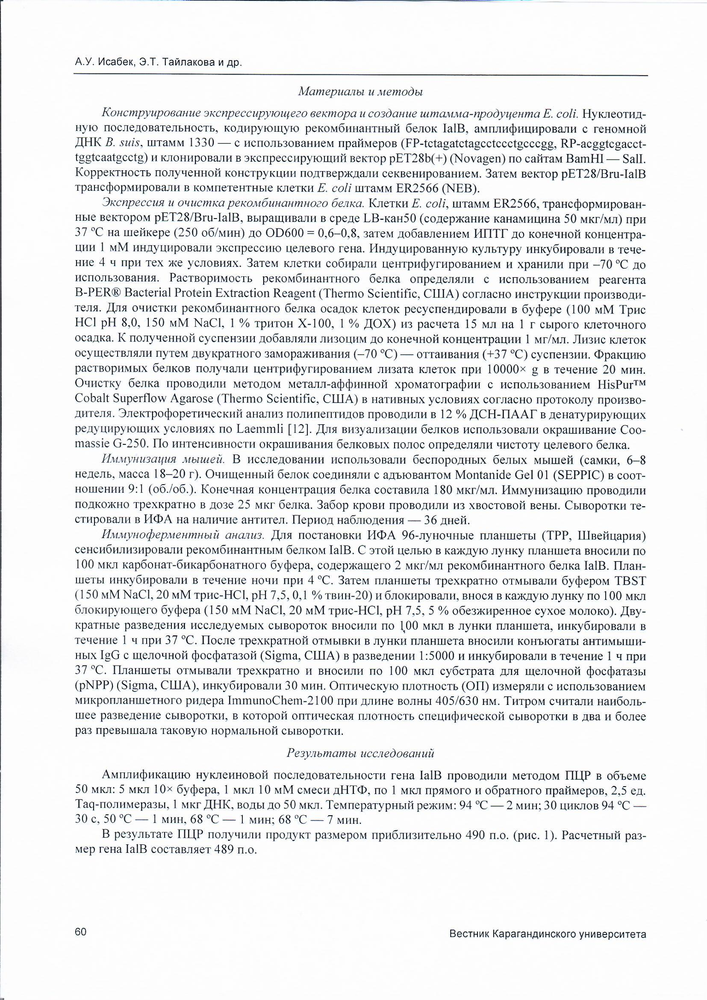 А.У. Исабек, Э.Т. Тайлакова и др.
Материалы и методы
Конструирование экспрессирующего вектора и создание штамма-продуцента E. coli. Нуклеотид-
ную последовательность, кодирующую рекомбинантный белок IalB, амплифицировали с геномной
ДНК B. suis, штамм 1330 — с использованием праймеров (FP-tctagatctagcctccctgcccgg, RP-acggtcgacct-
tggtcaatgcctg) и клонировали в экспрессирующий вектор pET28b(+) (Novagen) по сайтам BamHI — SalI.
Корректность полученной конструкции подтверждали секвенированием. Затем вектор pET28/Bru-IalB
трансформировали в компетентные клетки E. coli штамм ER2566 (NEB).
Экспрессия и очистка рекомбинантного белка. Клетки E. coli, штамм ER2566, трансформирован-
ные вектором pET28/Bru-IalB, выращивали в среде LB-кан50 (содержание канамицина 50 мкг/мл) при
37 °С на шейкере (250 об/мин) до OD600 = 0,6–0,8, затем добавлением ИПТГ до конечной концентра-
ции 1 мМ индуцировали экспрессию целевого гена. Индуцированную культуру инкубировали в тече-
ние 4 ч при тех же условиях. Затем клетки собирали центрифугированием и хранили при –70 °С до
использования. Растворимость рекомбинантного белка определяли с использованием реагента
B-PER® Bacterial Protein Extraction Reagent (Thermo Scientific, США) согласно инструкции производи-
теля. Для очистки рекомбинантного белка осадок клеток ресуспендировали в буфере (100 мМ Трис
HCl pH 8,0, 150 мМ NaCl, 1 % тритон Х-100, 1 % ДОХ) из расчета 15 мл на 1 г сырого клеточного
осадка. К полученной суспензии добавляли лизоцим до конечной концентрации 1 мг/мл. Лизис клеток
осуществляли путем двукратного замораживания (–70 °С) — оттаивания (+37 °С) суспензии. Фракцию
растворимых белков получали центрифугированием лизата клеток при 10000× g в течение 20 мин.
Очистку белка проводили методом металл-аффинной хроматографии с использованием HisPur™
Cobalt Superflow Agarose (Thermo Scientific, США) в нативных условиях согласно протоколу произво-
дителя. Электрофоретический анализ полипептидов проводили в 12 % ДСН-ПААГ в денатурирующих
редуцирующих условиях по Laemmli [12]. Для визуализации белков использовали окрашивание Coo-
massie G-250. По интенсивности окрашивания белковых полос определяли чистоту целевого белка.
Иммунизация мышей. В исследовании использовали беспородных белых мышей (самки, 6–8
недель, масса 18–20 г). Очищенный белок соединяли с адъювантом Montanide Gel 01 (SEPPIC) в соот-
ношении 9:1 (об./об.). Конечная концентрация белка составила 180 мкг/мл. Иммунизацию проводили
подкожно трехкратно в дозе 25 мкг белка. Забор крови проводили из хвостовой вены. Сыворотки те-
стировали в ИФА на наличие антител. Период наблюдения — 36 дней.
Иммуноферментный анализ. Для постановки ИФА 96-луночные планшеты (TPP, Швейцария)
сенсибилизировали рекомбинантным белком IalB. С этой целью в каждую лунку планшета вносили по
100 мкл карбонат-бикарбонатного буфера, содержащего 2 мкг/мл рекомбинантного белка IalB. План-
шеты инкубировали в течение ночи при 4 °С. Затем планшеты трехкратно отмывали буфером TBST
(150 мМ NaCl, 20 мМ трис-HCl, pH 7,5, 0,1 % твин-20) и блокировали, внося в каждую лунку по 100 мкл
блокирующего буфера (150 мМ NaCl, 20 мМ трис-HCl, pH 7,5, 5 % обезжиренное сухое молоко). Дву-
кратные разведения исследуемых сывороток вносили по 100 мкл в лунки планшета, инкубировали в
течение 1 ч при 37 °С. После трехкратной отмывки в лунки планшета вносили конъюгаты антимыши-
ных IgG с щелочной фосфатазой (Sigma, США) в разведении 1:5000 и инкубировали в течение 1 ч при
37 °С. Планшеты отмывали трехкратно и вносили по 100 мкл субстрата для щелочной фосфатазы
(pNPP) (Sigma, США), инкубировали 30 мин. Оптическую плотность (ОП) измеряли с использованием
микропланшетного ридера ImmunoChem-2100 при длине волны 405/630 нм. Титром считали наиболь-
шее разведение сыворотки, в которой оптическая плотность специфической сыворотки в два и более
раз превышала таковую нормальной сыворотки.
Результаты исследований
Амплификацию нуклеиновой последовательности гена IalB проводили методом ПЦР в объеме
50 мкл: 5 мкл 10× буфера, 1 мкл 10 мМ смеси дНТФ, по 1 мкл прямого и обратного праймеров, 2,5 ед.
Taq-полимеразы, 1 мкг ДНК, воды до 50 мкл. Температурный режим: 94 °С — 2 мин; 30 циклов 94 °С —
30 с, 50 °С — 1 мин, 68 °С — 1 мин; 68 °С — 7 мин.
В результате ПЦР получили продукт размером приблизительно 490 п.о. (рис. 1). Расчетный раз-
мер гена IalB составляет 489 п.о.
60
Вестник Карагандинского университета